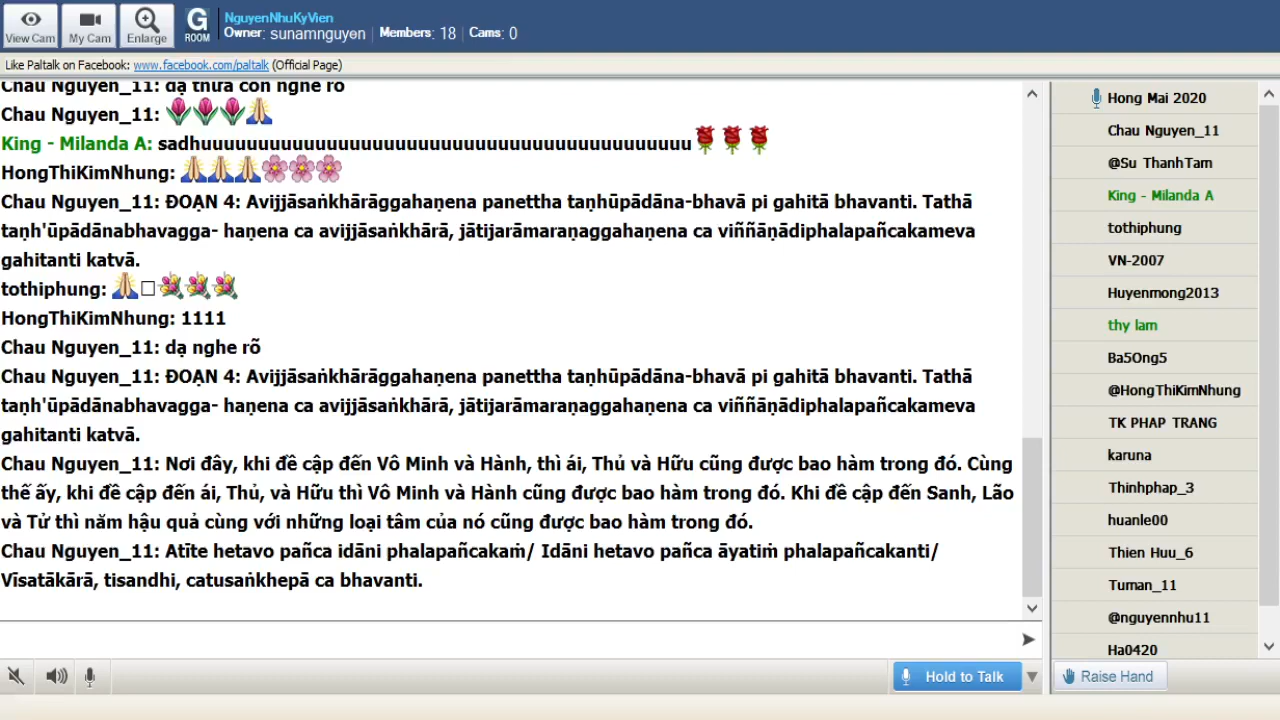 View Cam
My Cam
Enlarge
G
ROOM
NguyenNhuKyVien
Owner: sunamnguyen | Members: 18 | Cams: 0
Like Paltalk on Facebook: www.facebook.com/paltalk (Official Page)
Chau Nguyen_11: dạ thưa con nghe rõ
Chau Nguyen_11:
King - Milanda A: sadhuuuuuuuuuuuuuuuuuuuuuuuuuuuuuuuuuuuuuuuuuuu
HongThiKimNhung:
Chau Nguyen_11: ĐOẠN 4: Avijjāsaṅkhārāggahaṇena panettha taṇhūpādāna-bhavā pi gahitā bhavanti. Tathā
taṇh'ūpādānabhavagga- haṇena ca avijjāsaṅkhārā, jātijarāmaraṇaggahaṇena ca viññāṇādiphalapañcakameva
gahitanti katvā.
tothiphung:
HongThiKimNhung: 1111
Chau Nguyen_11: dạ nghe rõ
Chau Nguyen_11: ĐOẠN 4: Avijjāsaṅkhārāggahaṇena panettha taṇhūpādāna-bhavā pi gahitā bhavanti. Tathā
taṇh'ūpādānabhavagga- haṇena ca avijjāsaṅkhārā, jātijarāmaraṇaggahaṇena ca viññāṇādiphalapañcakameva
gahitanti katvā.
Chau Nguyen_11: Nơi đây, khi đề cập đến Vô Minh và Hành, thì ái, Thủ và Hữu cũng được bao hàm trong đó. Cùng
thế ấy, khi đề cập đến ái, Thủ, và Hữu thì Vô Minh và Hành cũng được bao hàm trong đó. Khi đề cập đến Sanh, Lão
và Tử thì năm hậu quả cùng với những loại tâm của nó cũng được bao hàm trong đó.
Chau Nguyen_11: Atīte hetavo pañca idāni phalapañcakaṁ/ Idāni hetavo pañca āyatiṁ phalapañcakanti/
Vīsatākārā, tisandhi, catusaṅkhepā ca bhavanti.
Hold to Talk
Hong Mai 2020
Chau Nguyen_11
@Su ThanhTam
King - Milanda A
tothiphung
VN-2007
Huyenmong2013
thy lam
Ba5Ong5
@HongThiKimNhung
TK PHAP TRANG
karuna
Thinhphap_3
huanle00
Thien Huu_6
Tuman_11
@nguyennhu11
Ha0420
Raise Hand